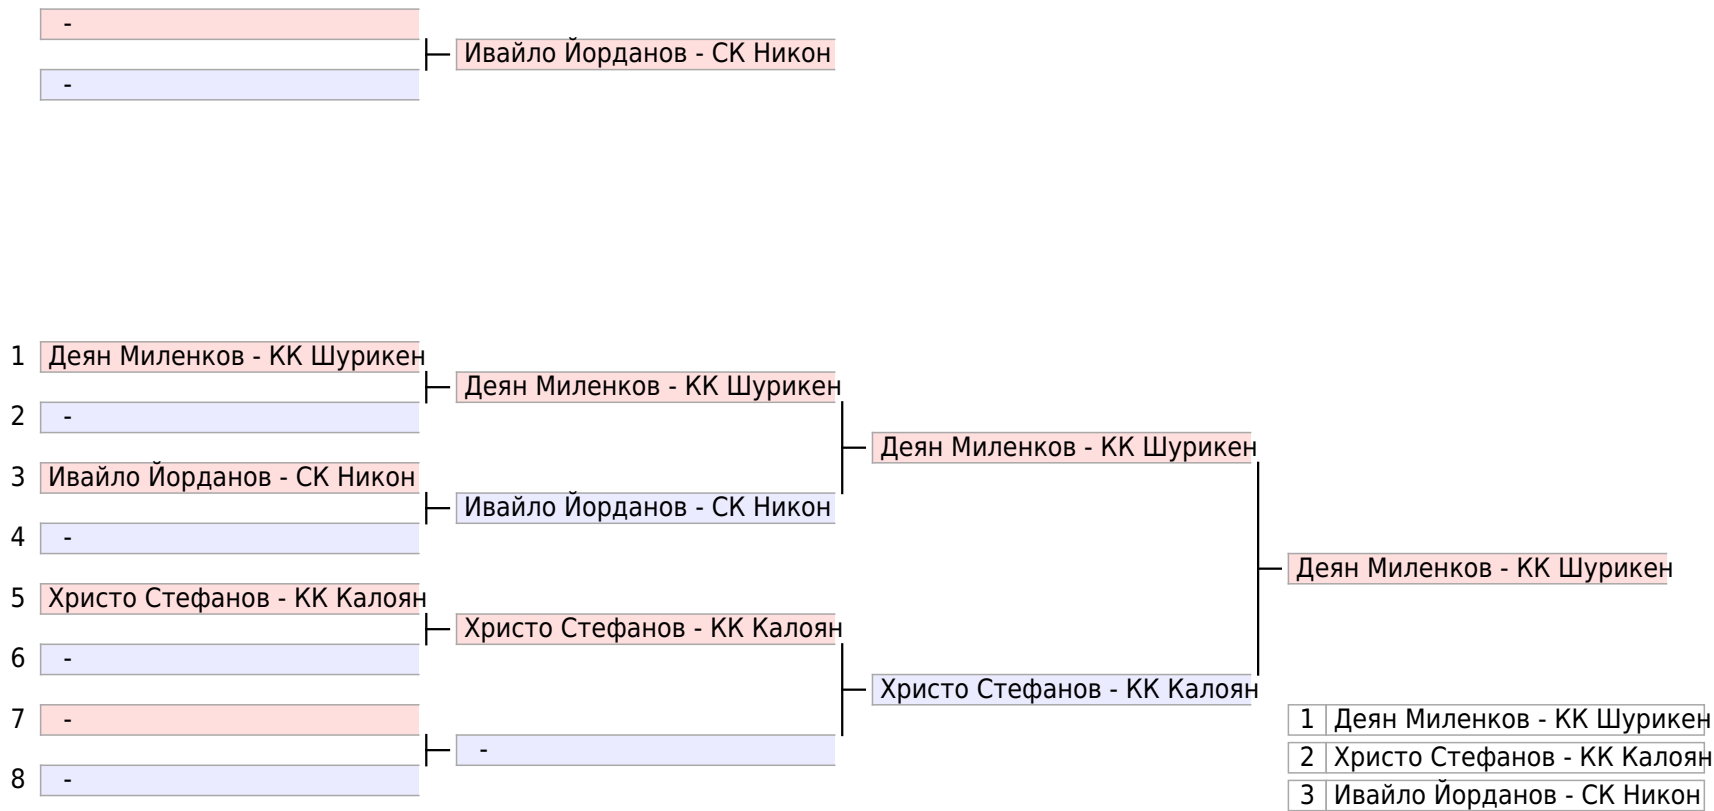 -
Ивайло Йорданов - СК Никон
-
1 Деян Миленков - КК Шурикен
Деян Миленков - КК Шурикен
2 -
Деян Миленков - КК Шурикен
3 Ивайло Йорданов - СК Никон
Ивайло Йорданов - СК Никон
4 -
Деян Миленков - КК Шурикен
5 Христо Стефанов - КК Калоян
Христо Стефанов - КК Калоян
6 -
Христо Стефанов - КК Калоян
7 -
-
8 -
1 Деян Миленков - КК Шурикен
2 Христо Стефанов - КК Калоян
3 Ивайло Йорданов - СК Никон